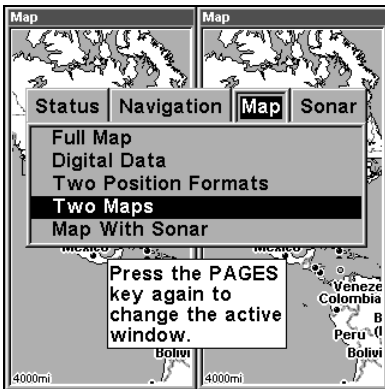 Map Map
Status Navigation Map Sonar
Full Map
Digital Data
Two Position Formats
Two Maps
Map With Sonar
Press the PAGES
key again to
change the active
window.
Veneze
Colombia
B
Peru
Bolivi Bolivi
4000mi 4000mi